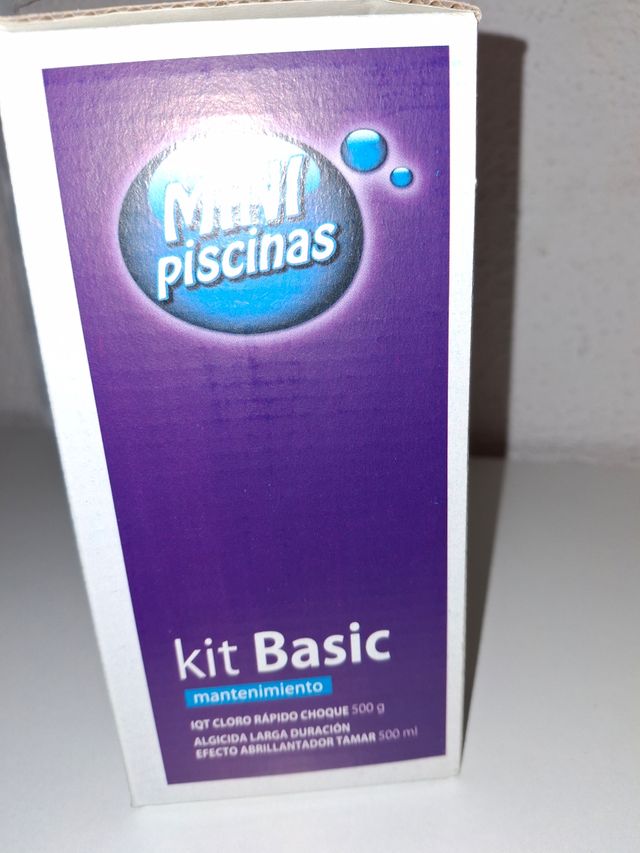 MINI
piscinas
kit Basic
mantenimiento
IQT CLORO RÁPIDO CHOQUE 500 g
ALGICIDA LARGA DURACIÓN
EFECTO ABRILLANTADOR TAMAR 500 ml